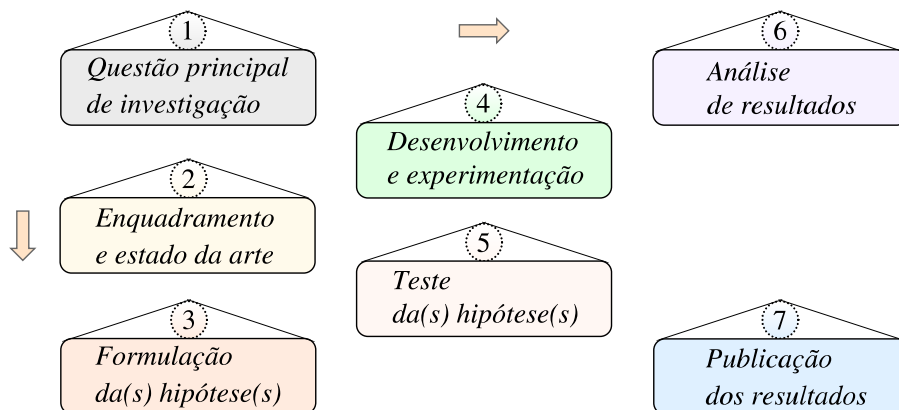 1
Questão principal
de investigação
2
Enquadramento
e estado da arte
3
Formulação
da(s) hipótese(s)
4
Desenvolvimento
e experimentação
5
Teste
da(s) hipótese(s)
6
Análise
de resultados
7
Publicação
dos resultados